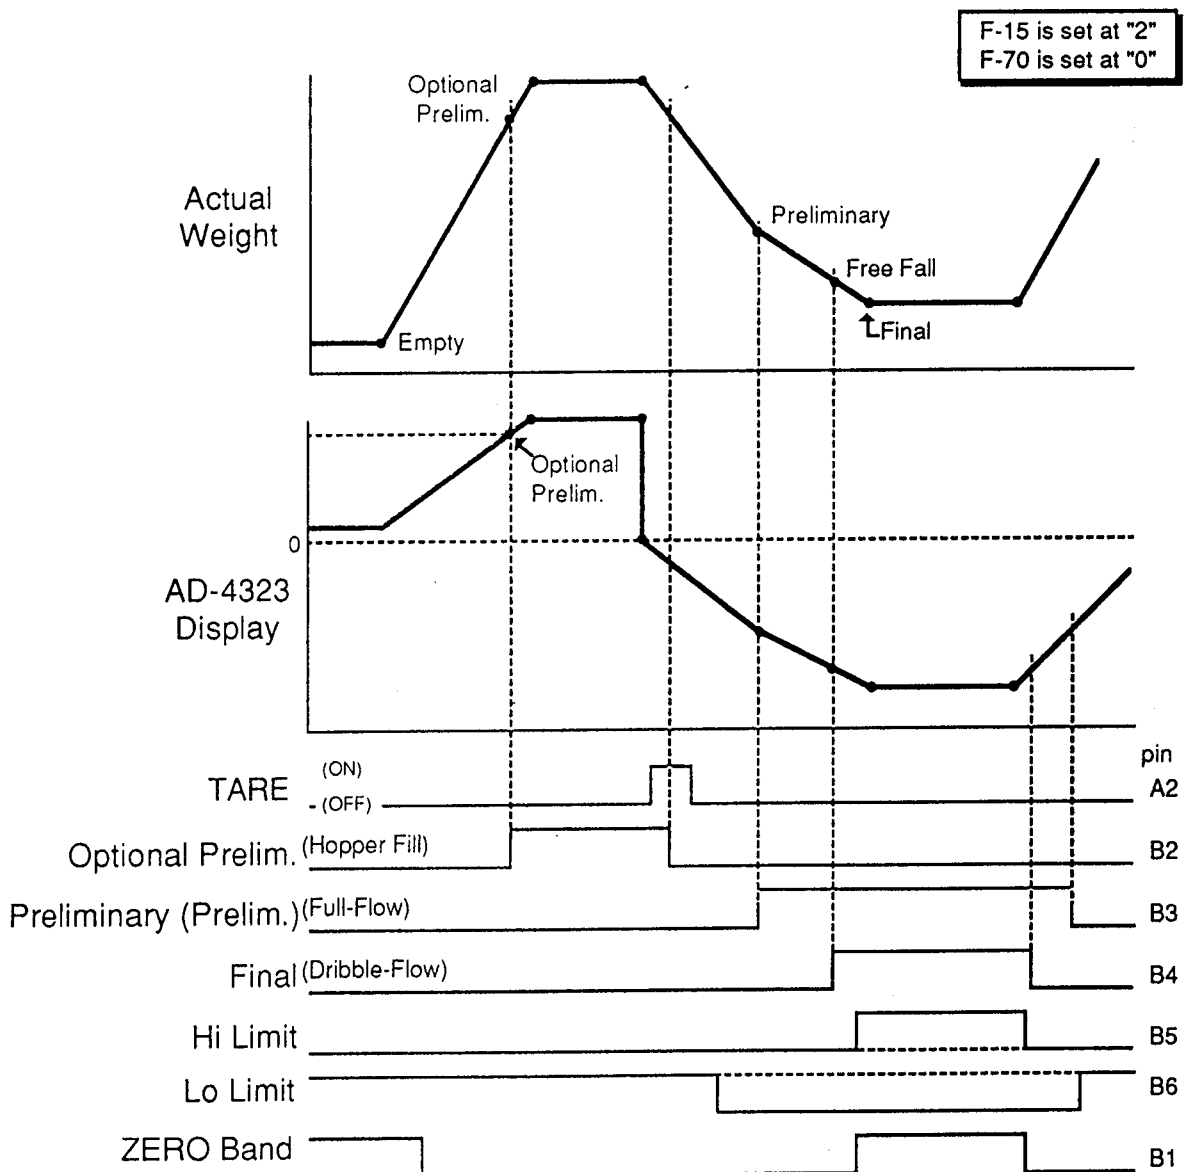 F-15 is set at "2"
F-70 is set at "0"
Optional
Prelim.
Actual
Weight
Preliminary
Free Fall
Final
Empty
Optional
Prelim.
0
AD-4323
Display
pin
TARE (ON)
(OFF) A2
Optional Prelim. (Hopper Fill) B2
Preliminary (Prelim.) (Full-Flow) B3
Final (Dribble-Flow) B4
Hi Limit B5
Lo Limit B6
ZERO Band B1